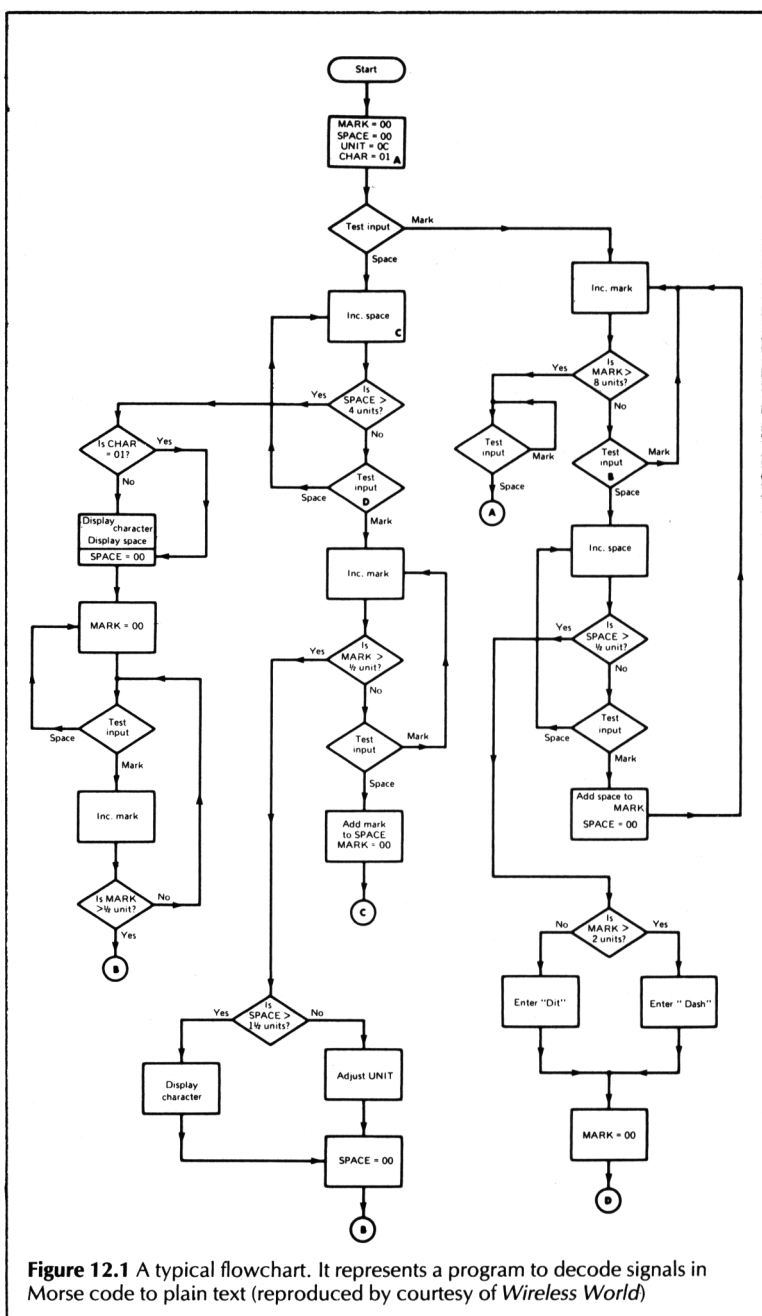 Start
MARK = 00
SPACE = 00
UNIT = 0C
CHAR = 01 A
Test input
Mark
Space
Inc. space
C
Is
SPACE >
4 units?
Yes
No
Test
input
D
Space
Mark
Is CHAR
= 01?
Yes
No
Display
character
Display space
SPACE = 00
MARK = 00
Test
input
Space
Mark
Inc. mark
Is MARK
>½ unit?
No
Yes
B
Inc. mark
Is
MARK >
½ unit?
Yes
No
Test
input
Mark
Space
Add mark
to SPACE
MARK = 00
C
Is
SPACE >
1½ units?
Yes
No
Display
character
Adjust UNIT
SPACE = 00
B
Inc. mark
Is
MARK >
8 units?
Yes
No
Test
input
Mark
Space
A
Test
input
B
Mark
Space
Inc. space
Is
SPACE >
½ unit?
Yes
No
Test
input
Space
Mark
Add space to
MARK
SPACE = 00
Is
MARK >
2 units?
No
Yes
Enter "Dit"
Enter " Dash"
MARK = 00
D
Figure 12.1 A typical flowchart. It represents a program to decode signals in
Morse code to plain text (reproduced by courtesy of Wireless World)